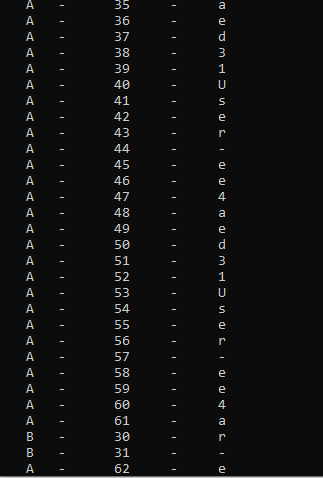 A - 35 - a
A - 36 - e
A - 37 - d
A - 38 - 3
A - 39 - 1
A - 40 - U
A - 41 - s
A - 42 - e
A - 43 - r
A - 44 - -
A - 45 - e
A - 46 - e
A - 47 - 4
A - 48 - a
A - 49 - e
A - 50 - d
A - 51 - 3
A - 52 - 1
A - 53 - U
A - 54 - s
A - 55 - e
A - 56 - r
A - 57 - -
A - 58 - e
A - 59 - e
A - 60 - 4
A - 61 - a
B - 30 - r
B - 31 - -
A - 62 - e